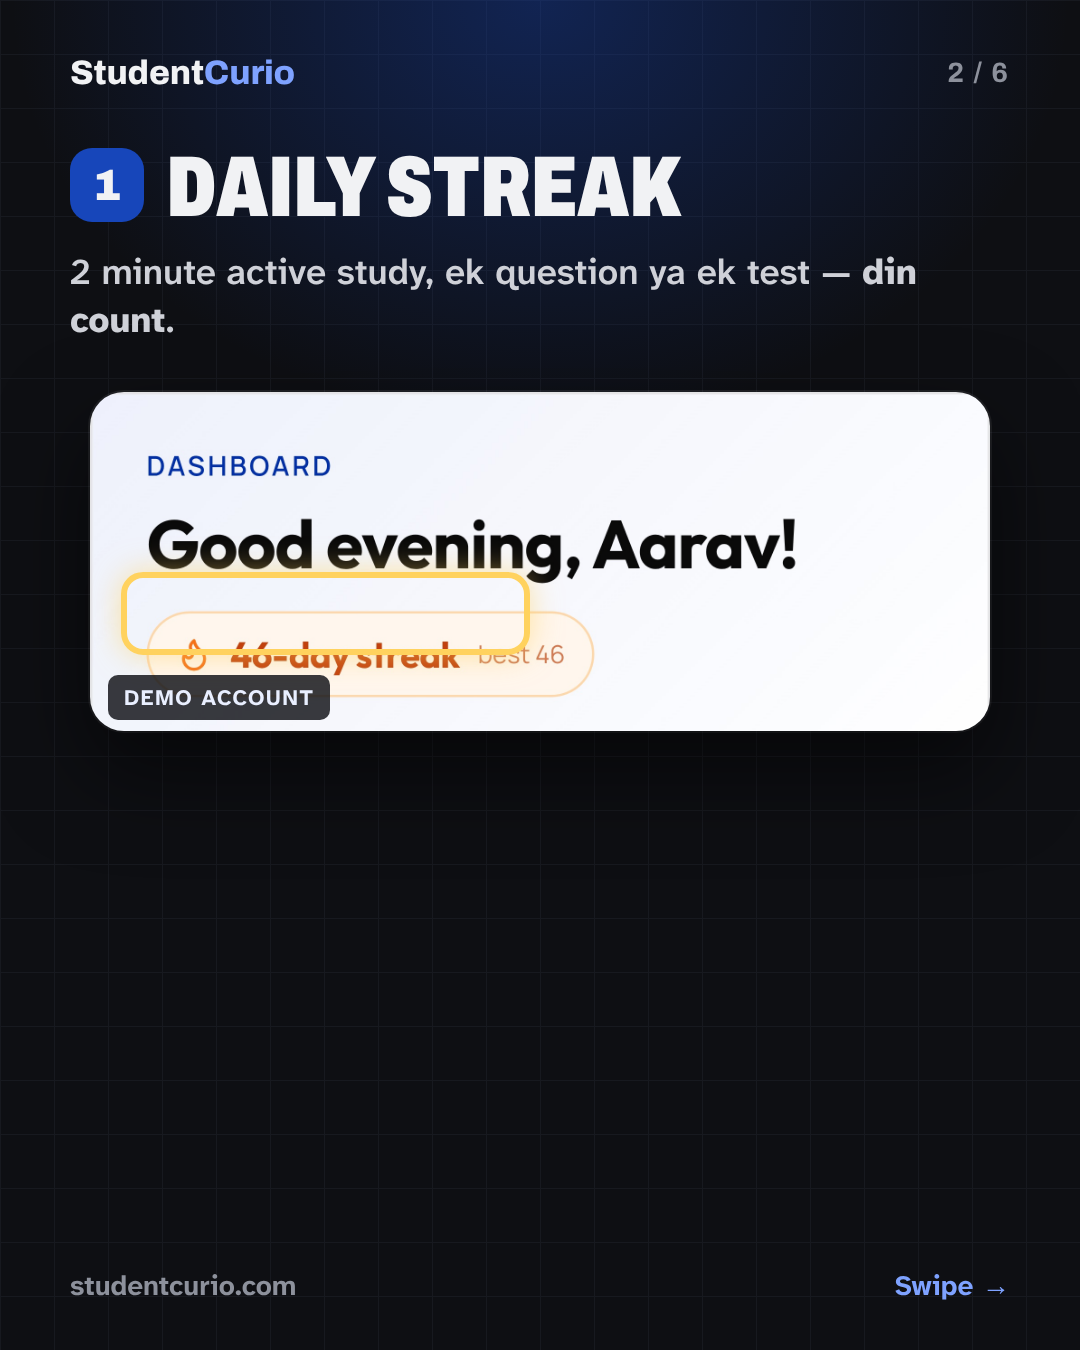 StudentCurio
2 / 6
1 DAILY STREAK
2 minute active study, ek question ya ek test — din
count.
DASHBOARD
Good evening, Aarav!
46-day streak best 46
DEMO ACCOUNT
studentcurio.com
Swipe →